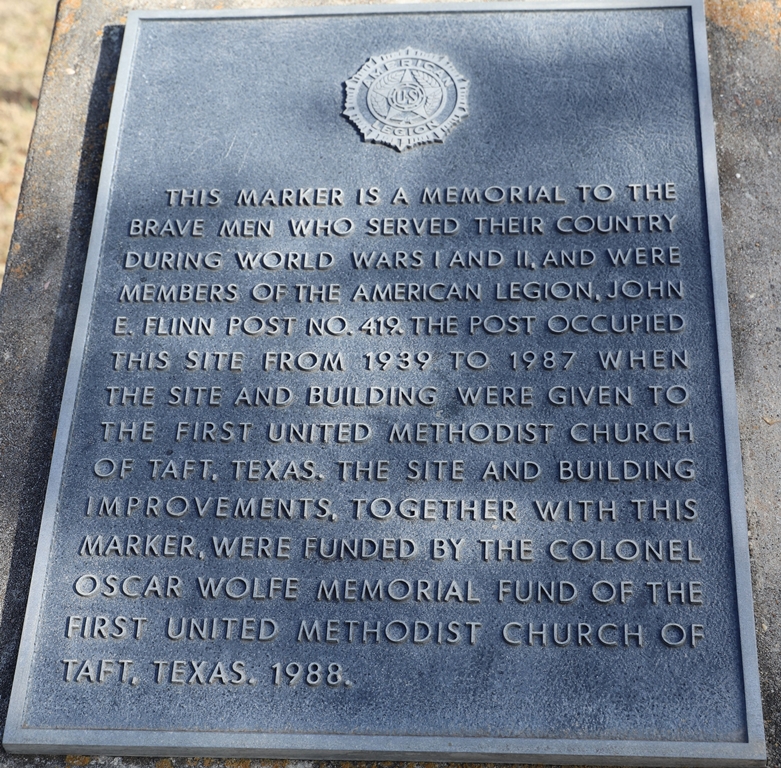 AMERICAN
US
LEGION
THIS MARKER IS A MEMORIAL TO THE
BRAVE MEN WHO SERVED THEIR COUNTRY
DURING WORLD WARS I AND II, AND WERE
MEMBERS OF THE AMERICAN LEGION, JOHN
E. FLINN POST NO. 419. THE POST OCCUPIED
THIS SITE FROM 1939 TO 1987 WHEN
THE SITE AND BUILDING WERE GIVEN TO
THE FIRST UNITED METHODIST CHURCH
OF TAFT, TEXAS. THE SITE AND BUILDING
IMPROVEMENTS, TOGETHER WITH THIS
MARKER, WERE FUNDED BY THE COLONEL
OSCAR WOLFE MEMORIAL FUND OF THE
FIRST UNITED METHODIST CHURCH OF
TAFT, TEXAS. 1988.